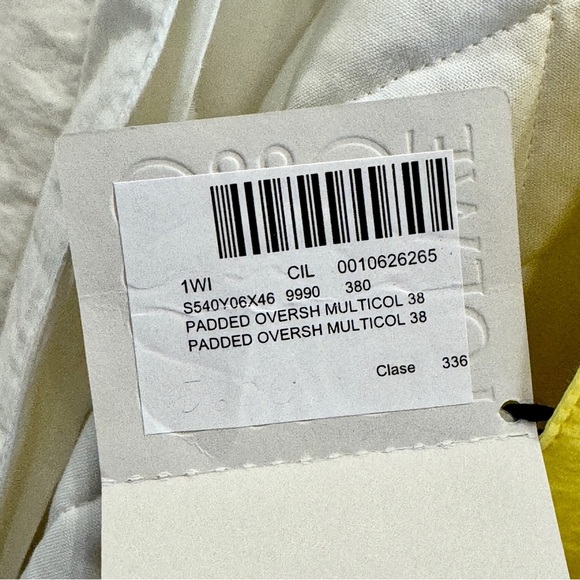 1WI CIL 0010626265
S540Y06X46 9990 380
PADDED OVERSH MULTICOL 38
PADDED OVERSH MULTICOL 38
Clase 336